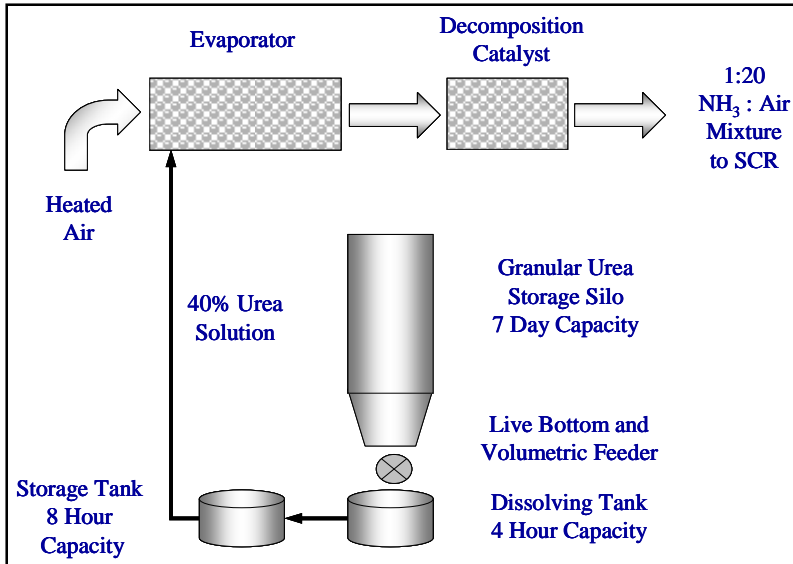 Evaporator
Decomposition
Catalyst
1:20
NH₃ : Air
Mixture
to SCR
Heated
Air
40% Urea
Solution
Granular Urea
Storage Silo
7 Day Capacity
Live Bottom and
Volumetric Feeder
Storage Tank
8 Hour
Capacity
Dissolving Tank
4 Hour Capacity